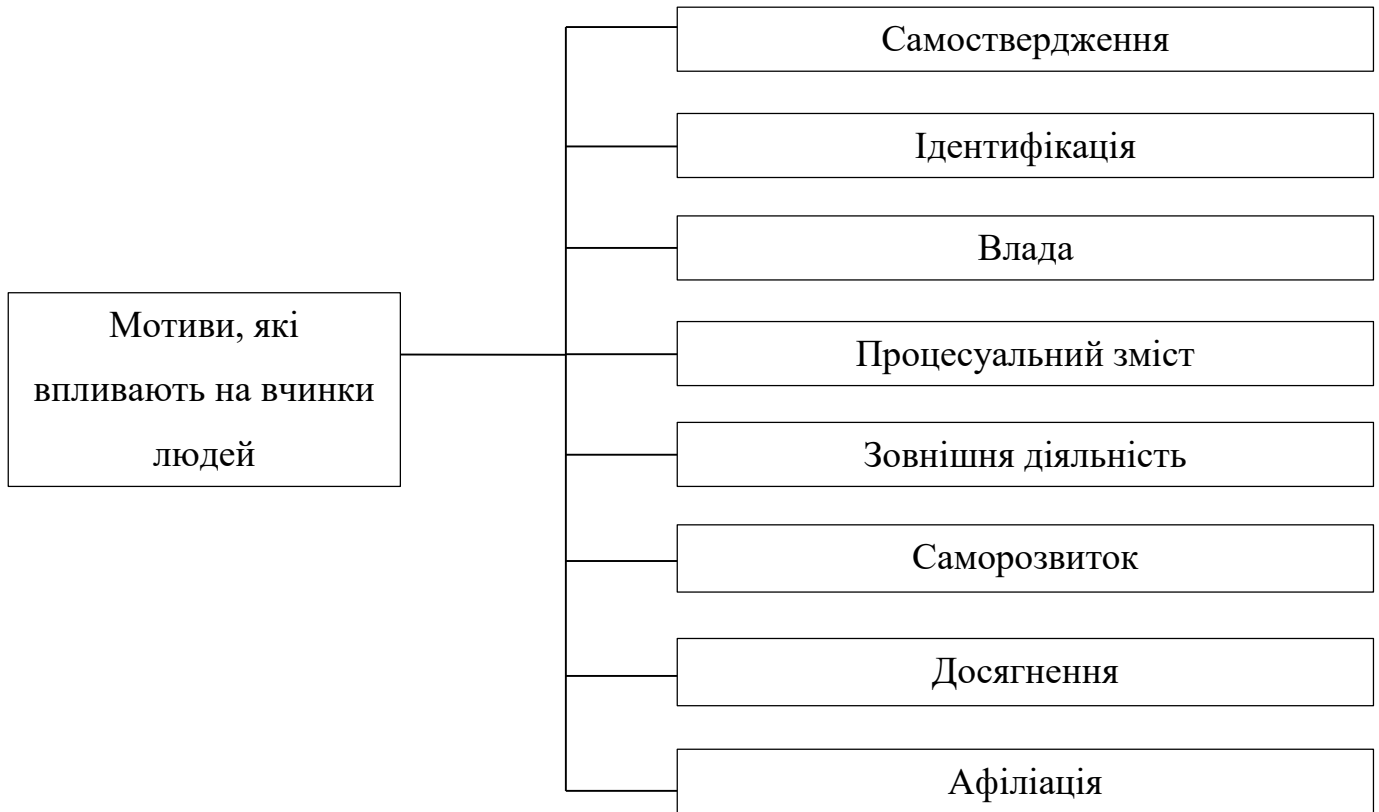 Самоствердження
Ідентифікація
Влада
Мотиви, які
впливають на вчинки
людей
Процесуальний зміст
Зовнішня діяльність
Саморозвиток
Досягнення
Афіліація